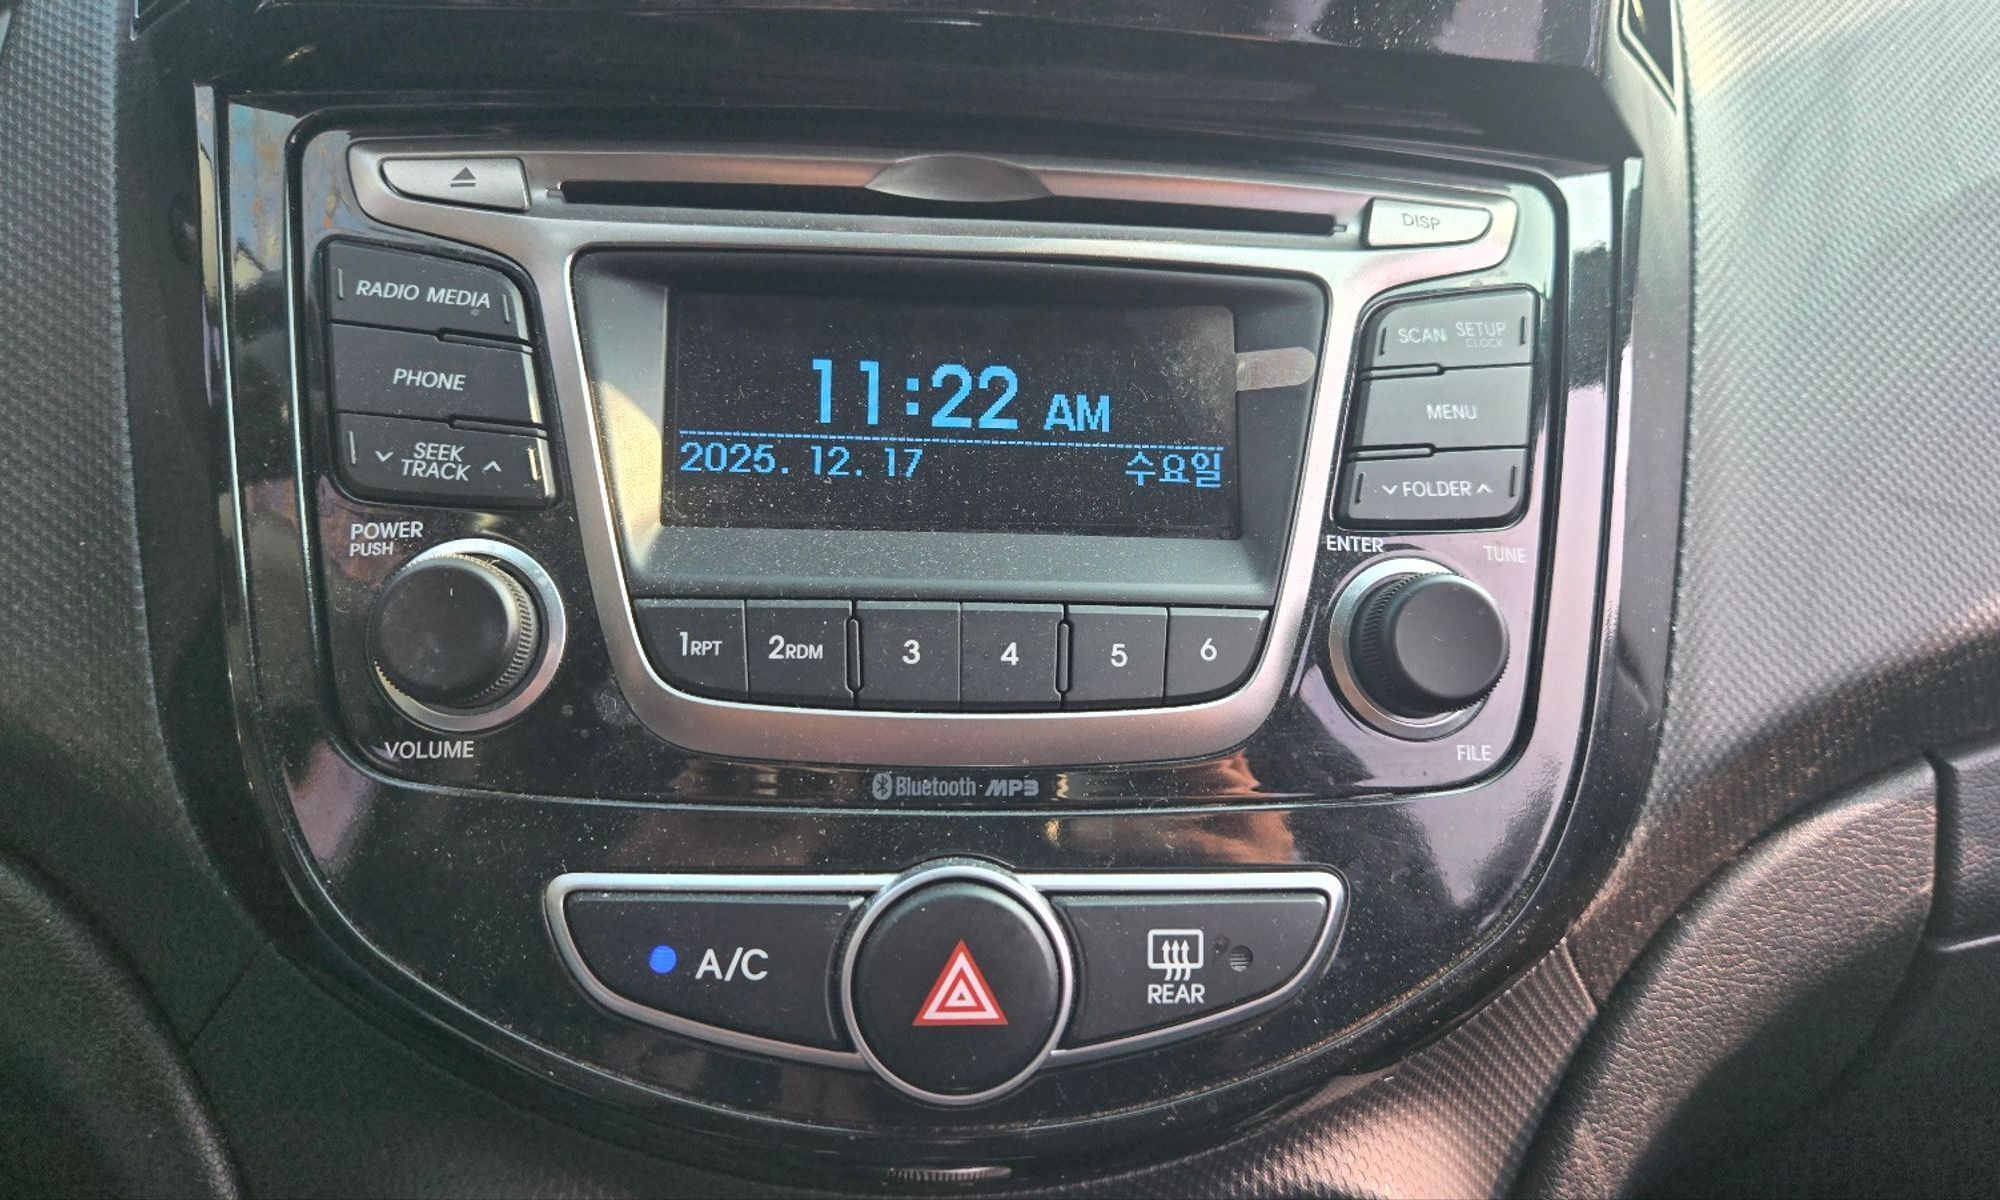 DISP
RADIO MEDIA
PHONE
SEEK
TRACK
POWER
PUSH
VOLUME
11:22 AM
2025. 12. 17 수요일
1RPT 2RDM 3 4 5 6
SCAN SETUP
CLOCK
MENU
FOLDER
ENTER TUNE
FILE
Bluetooth MP3
A/C
REAR